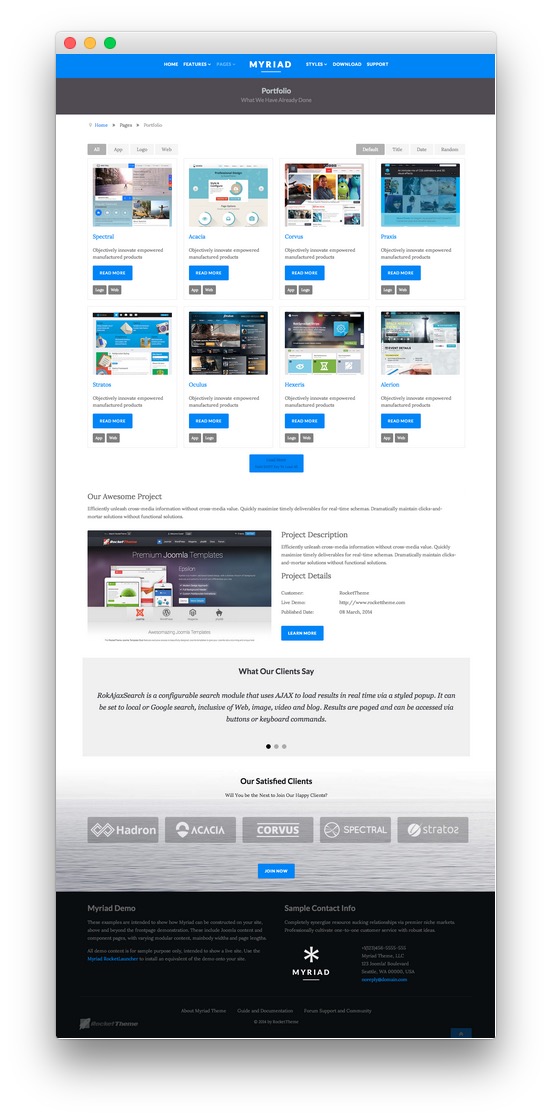 HOME FEATURES PAGES MYRIAD STYLES DOWNLOAD SUPPORT
Portfolio
What We Have Already Done
Home Pages Portfolio
All App Logo Web Default Title Date Random
Spectral Acacia Corvus Praxis
Objectively innovate empowered Objectively innovate empowered Objectively innovate empowered Objectively innovate empowered
manufactured products manufactured products manufactured products manufactured products
READ MORE READ MORE READ MORE READ MORE
Logo Web App Web App Logo App Web
Stratos Oculus Hexeris Alerion
Objectively innovate empowered Objectively innovate empowered Objectively innovate empowered Objectively innovate empowered
manufactured products manufactured products manufactured products manufactured products
READ MORE READ MORE READ MORE READ MORE
App Web App Logo Logo Web App Web
Our Awesome Project
Efficiently unleash cross-media information without cross-media value. Quickly maximize timely deliverables for real-time schemas. Dramatically maintain clicks-and-
mortar solutions without functional solutions.
RocketTheme
Premium Joomla Templates
Epsilon
Awesomazing Joomla Templates
Project Description
Efficiently unleash cross-media information without cross-media value. Quickly
maximize timely deliverables for real-time schemas. Dramatically maintain clicks-
and-mortar solutions without functional solutions.
Project Details
Customer: RocketTheme
Live Demo: http://www.rockettheme.com
Published Date: 08 March, 2014
LEARN MORE
What Our Clients Say
RokAjaxSearch is a configurable search module that uses AJAX to load results in real time via a styled popup. It can
be set to local or Google search, inclusive of Web, image, video and blog. Results are paged and can be accessed via
buttons or keyboard commands.
Our Satisfied Clients
Will You be the Next to Join Our Happy Clients?
Hadron ACACIA CORVUS SPECTRAL stratos
JOIN NOW
Myriad Demo
These examples are intended to show how Myriad can be constructed on your site,
above and beyond the frontpage demonstration. These include Joomla content and
component pages, with varying modular content, mainbody widths and page lengths.
All demo content is for sample purpose only, intended to show a live site. Use the
Myriad RocketLauncher to install an equivalent of the demo onto your site.
Sample Contact Info
Completely synergize resource sucking relationships via premier niche markets.
Professionally cultivate one-to-one customer service with robust ideas.
MYRIAD
Myriad Theme, LLC
123 Joomla Boulevard
Seattle, WA 00000, USA
noreply@domain.com
About Myriad Theme Guide and Documentation Forum Support and Community
© 2014 by RocketTheme
RocketTheme